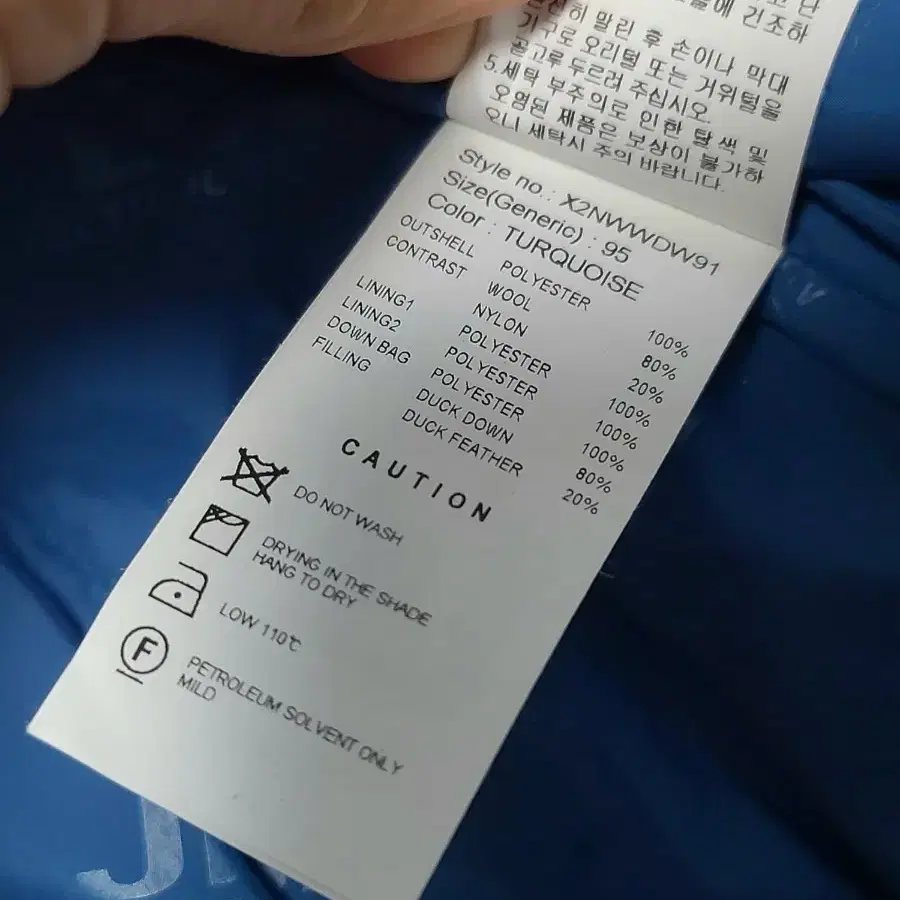 에 건조하
말린 후 손이나 막대
기구로 오리털 또는 거위털을
골고루 두르려 주십시오.
5.세탁 부주의로 인한 탈색 및
오염된 제품은 보상이 불가하
오니 세탁시 주의 바랍니다.
Style no.: X2NWWDW91
Size(Generic) : 95
Color : TURQUOISE
OUTSHELL POLYESTER 100%
CONTRAST WOOL 80%
NYLON 20%
LINING1 POLYESTER 100%
LINING2 POLYESTER 100%
DOWN BAG POLYESTER 100%
FILLING DUCK DOWN 80%
DUCK FEATHER 20%
CAUTION
DO NOT WASH
DRYING IN THE SHADE
HANG TO DRY
LOW 110℃
F
PETROLEUM SOLVENT ONLY
MILD